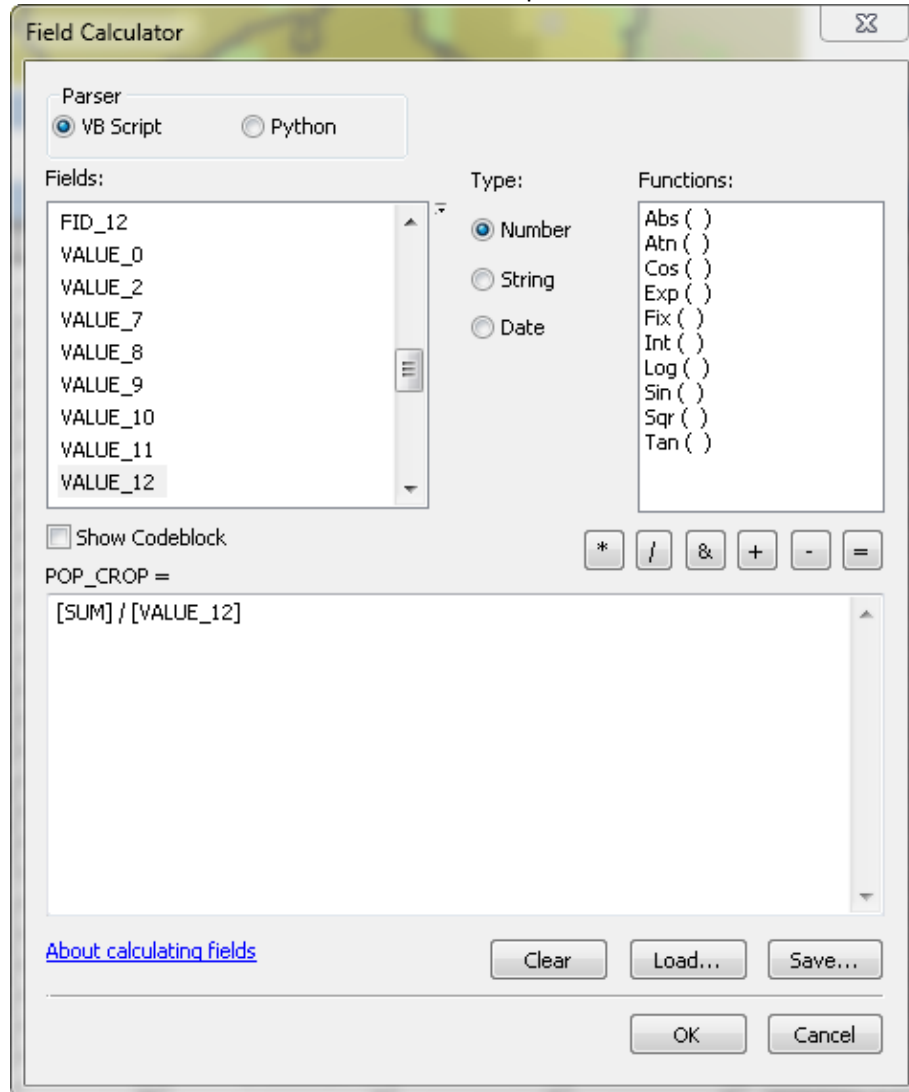 Field Calculator
Parser
VB Script Python
Fields:
Type:
Functions:
FID_12
VALUE_0
VALUE_2
VALUE_7
VALUE_8
VALUE_9
VALUE_10
VALUE_11
VALUE_12
Number
String
Date
Abs ( )
Atn ( )
Cos ( )
Exp ( )
Fix ( )
Int ( )
Log ( )
Sin ( )
Sqr ( )
Tan ( )
Show Codeblock
* / & + - =
POP_CROP =
[SUM] / [VALUE_12]
About calculating fields
Clear Load... Save...
OK Cancel